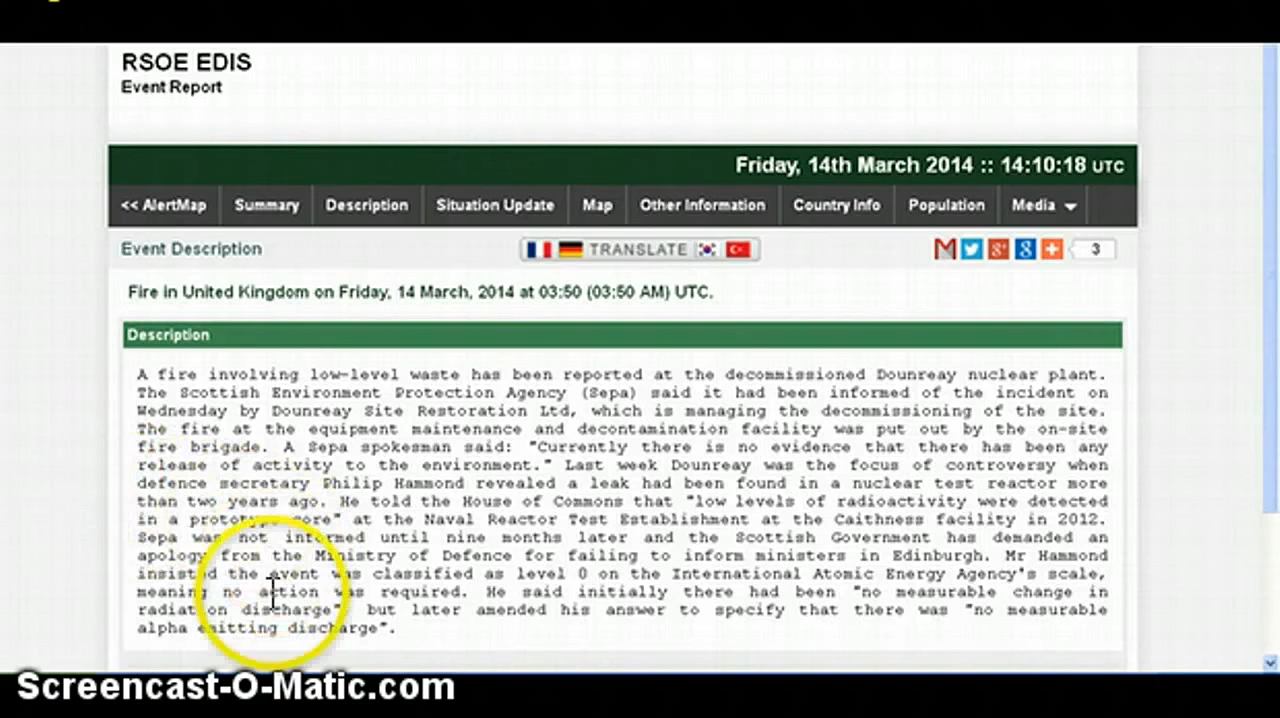 RSOE EDIS
Event Report
Friday, 14th March 2014 :: 14:10:18 UTC
<< AlertMap Summary Description Situation Update Map Other Information Country Info Population Media
Event Description TRANSLATE 3
Fire in United Kingdom on Friday, 14 March, 2014 at 03:50 (03:50 AM) UTC.
Description
A fire involving low-level waste has been reported at the decommissioned Dounreay nuclear plant.
The Scottish Environment Protection Agency (Sepa) said it had been informed of the incident on
Wednesday by Dounreay Site Restoration Ltd, which is managing the decommissioning of the site.
The fire at the equipment maintenance and decontamination facility was put out by the on-site
fire brigade. A Sepa spokesman said: "Currently there is no evidence that there has been any
release of activity to the environment." Last week Dounreay was the focus of controversy when
defence secretary Philip Hammond revealed a leak had been found in a nuclear test reactor more
than two years ago. He told the House of Commons that "low levels of radioactivity were detected
in a prototype core" at the Naval Reactor Test Establishment at the Caithness facility in 2012.
Sepa was not informed until nine months later and the Scottish Government has demanded an
apology from the Ministry of Defence for failing to inform ministers in Edinburgh. Mr Hammond
insisted the event was classified as level 0 on the International Atomic Energy Agency's scale,
meaning no action was required. He said initially there had been "no measurable change in
radiation discharge", but later amended his answer to specify that there was "no measurable
alpha emitting discharge".
Screencast-O-Matic.com